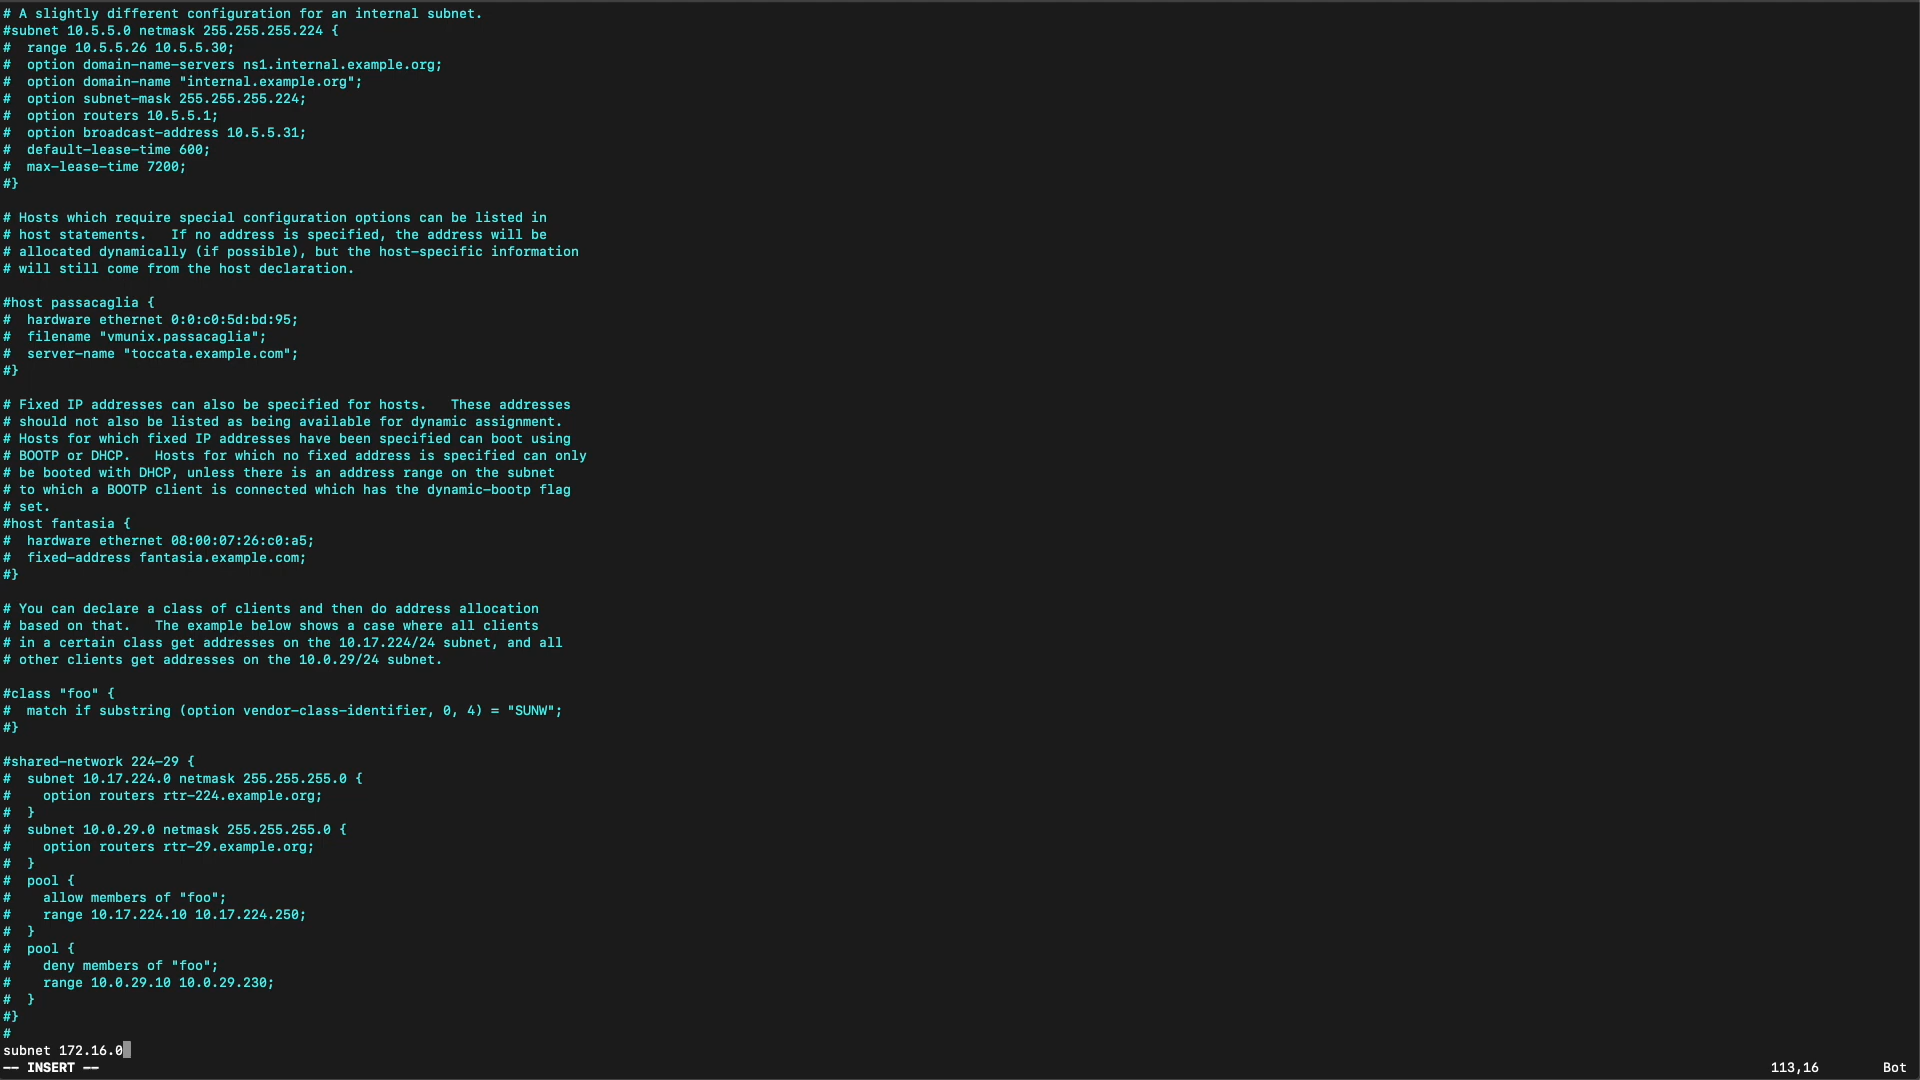 # A slightly different configuration for an internal subnet.
#subnet 10.5.5.0 netmask 255.255.255.224 {
#  range 10.5.5.26 10.5.5.30;
#  option domain-name-servers ns1.internal.example.org;
#  option domain-name "internal.example.org";
#  option subnet-mask 255.255.255.224;
#  option routers 10.5.5.1;
#  option broadcast-address 10.5.5.31;
#  default-lease-time 600;
#  max-lease-time 7200;
#}

# Hosts which require special configuration options can be listed in
# host statements.   If no address is specified, the address will be
# allocated dynamically (if possible), but the host-specific information
# will still come from the host declaration.

#host passacaglia {
#  hardware ethernet 0:0:c0:5d:bd:95;
#  filename "vmunix.passacaglia";
#  server-name "toccata.example.com";
#}

# Fixed IP addresses can also be specified for hosts.   These addresses
# should not also be listed as being available for dynamic assignment.
# Hosts for which fixed IP addresses have been specified can boot using
# BOOTP or DHCP.   Hosts for which no fixed address is specified can only
# be booted with DHCP, unless there is an address range on the subnet
# to which a BOOTP client is connected which has the dynamic-bootp flag
# set.
#host fantasia {
#  hardware ethernet 08:00:07:26:c0:a5;
#  fixed-address fantasia.example.com;
#}

# You can declare a class of clients and then do address allocation
# based on that.   The example below shows a case where all clients
# in a certain class get addresses on the 10.17.224/24 subnet, and all
# other clients get addresses on the 10.0.29/24 subnet.

#class "foo" {
#  match if substring (option vendor-class-identifier, 0, 4) = "SUNW";
#}

#shared-network 224-29 {
#  subnet 10.17.224.0 netmask 255.255.255.0 {
#    option routers rtr-224.example.org;
#  }
#  subnet 10.0.29.0 netmask 255.255.255.0 {
#    option routers rtr-29.example.org;
#  }
#  pool {
#    allow members of "foo";
#    range 10.17.224.10 10.17.224.250;
#  }
#  pool {
#    deny members of "foo";
#    range 10.0.29.10 10.0.29.230;
#  }
#}
#
subnet 172.16.0
-- INSERT -- 113,16 Bot